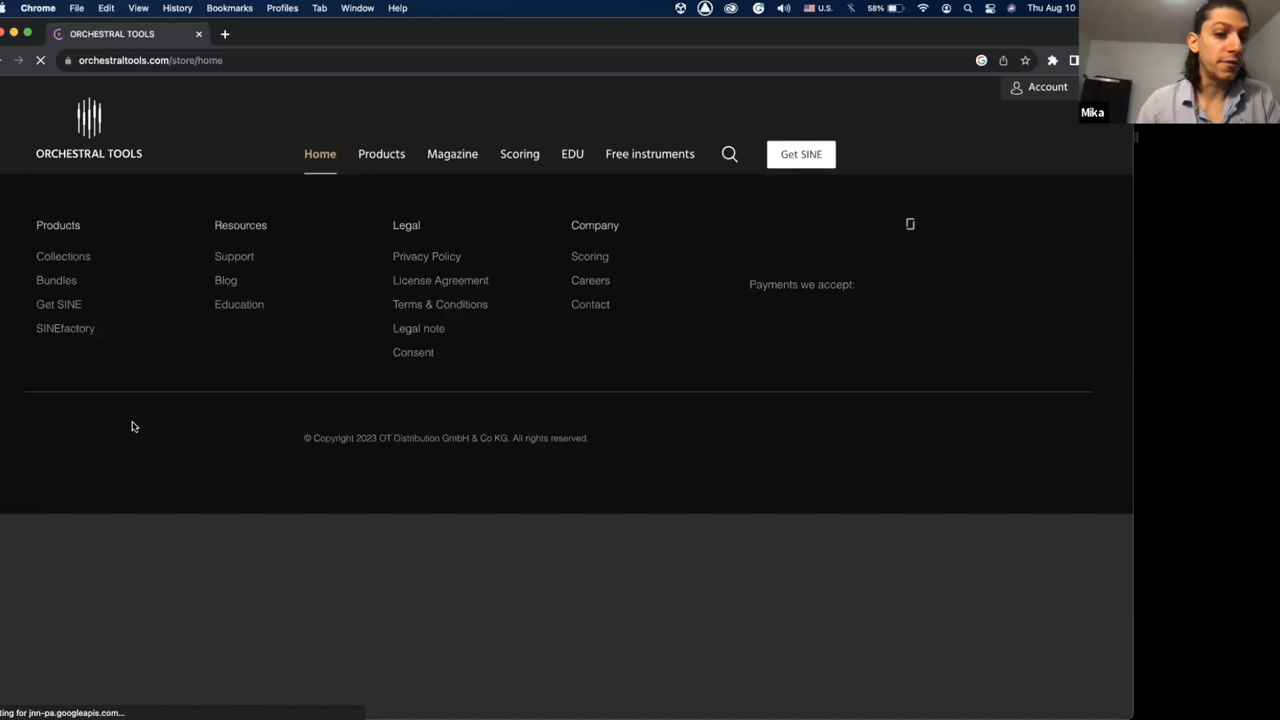 Chrome File Edit View History Bookmarks Profiles Tab Window Help U.S. 58% Thu Aug 10
ORCHESTRAL TOOLS
orchestraltools.com/store/home
Account
Mika
ORCHESTRAL TOOLS
Home Products Magazine Scoring EDU Free instruments Get SINE
Products Resources Legal Company
Collections Support Privacy Policy Scoring
Bundles Blog License Agreement Careers
Payments we accept:
Get SINE Education Terms & Conditions Contact
SINEfactory Legal note
Consent
© Copyright 2023 OT Distribution GmbH & Co KG. All rights reserved.
ting for jnn-pa.googleapis.com...